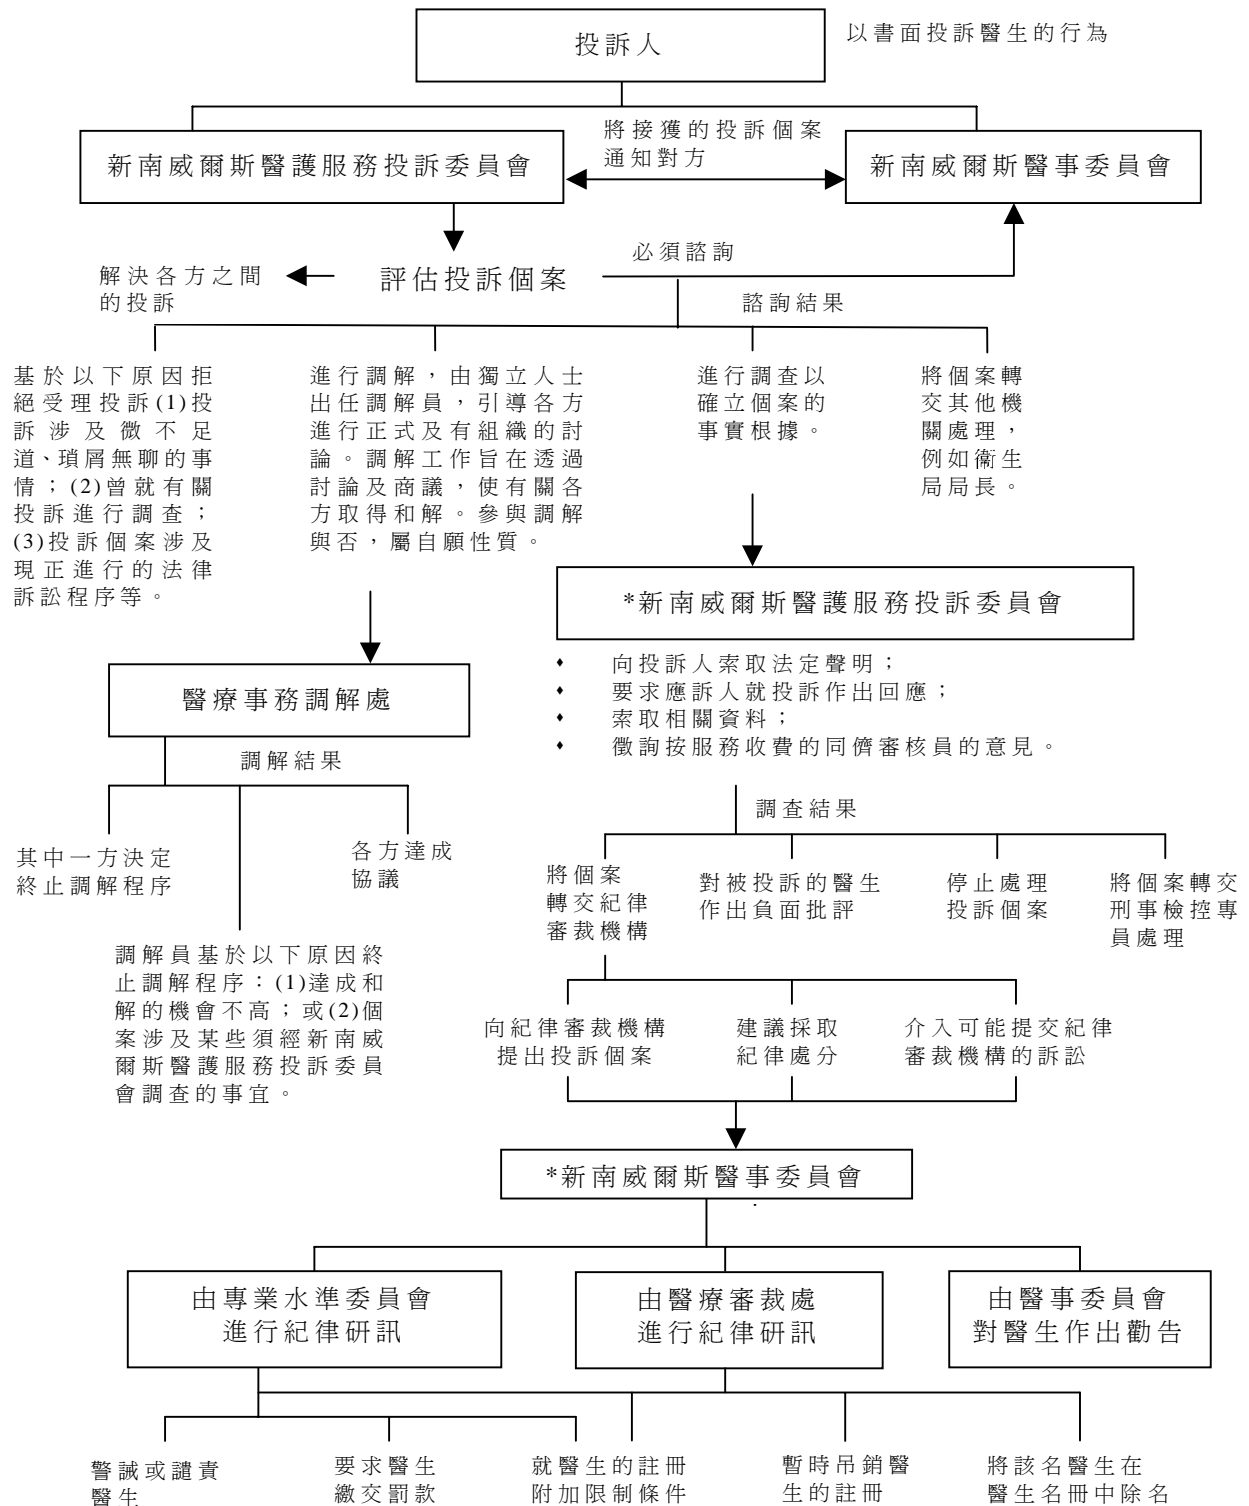 投訴人
以書面投訴醫生的行為
新南威爾斯醫護服務投訴委員會
將接獲的投訴個案
通知對方
新南威爾斯醫事委員會
解決各方之間
的投訴
評估投訴個案
必須諮詢
諮詢結果
基於以下原因拒
絕受理投訴(1)投
訴涉及微不足
道、瑣屑無聊的事
情；(2)曾就有關
投訴進行調查；
(3)投訴個案涉及
現正進行的法律
訴訟程序等。
進行調解，由獨立人士
出任調解員，引導各方
進行正式及有組織的討
論。調解工作旨在透過
討論及商議，使有關各
方取得和解。參與調解
與否，屬自願性質。
進行調查以
確立個案的
事實根據。
將個案轉
交其他機
關處理，
例如衞生
局局長。
*新南威爾斯醫護服務投訴委員會
♦ 向投訴人索取法定聲明；
♦ 要求應訴人就投訴作出回應；
♦ 索取相關資料；
♦ 徵詢按服務收費的同儕審核員的意見。
醫療事務調解處
調解結果
其中一方決定
終止調解程序
各方達成
協議
調解員基於以下原因終
止調解程序：(1)達成和
解的機會不高；或(2)個
案涉及某些須經新南威
爾斯醫護服務投訴委員
會調查的事宜。
調查結果
將個案
轉交紀律
審裁機構
對被投訴的醫生
作出負面批評
停止處理
投訴個案
將個案轉交
刑事檢控專
員處理
向紀律審裁機構
提出投訴個案
建議採取
紀律處分
介入可能提交紀律
審裁機構的訴訟
*新南威爾斯醫事委員會
由專業水準委員會
進行紀律研訊
由醫療審裁處
進行紀律研訊
由醫事委員會
對醫生作出勸告
警誡或譴責
醫生
要求醫生
繳交罰款
就醫生的註冊
附加限制條件
暫時吊銷醫
生的註冊
將該名醫生在
醫生名冊中除名